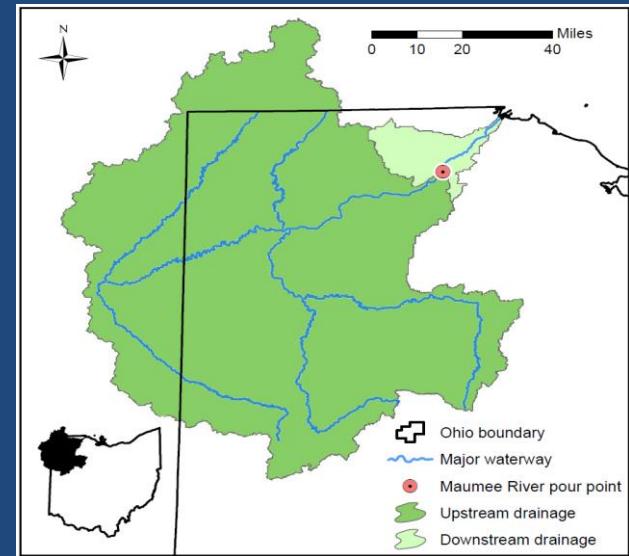 N
Miles
0 10 20 40
Ohio boundary
Major waterway
Maumee River pour point
Upstream drainage
Downstream drainage